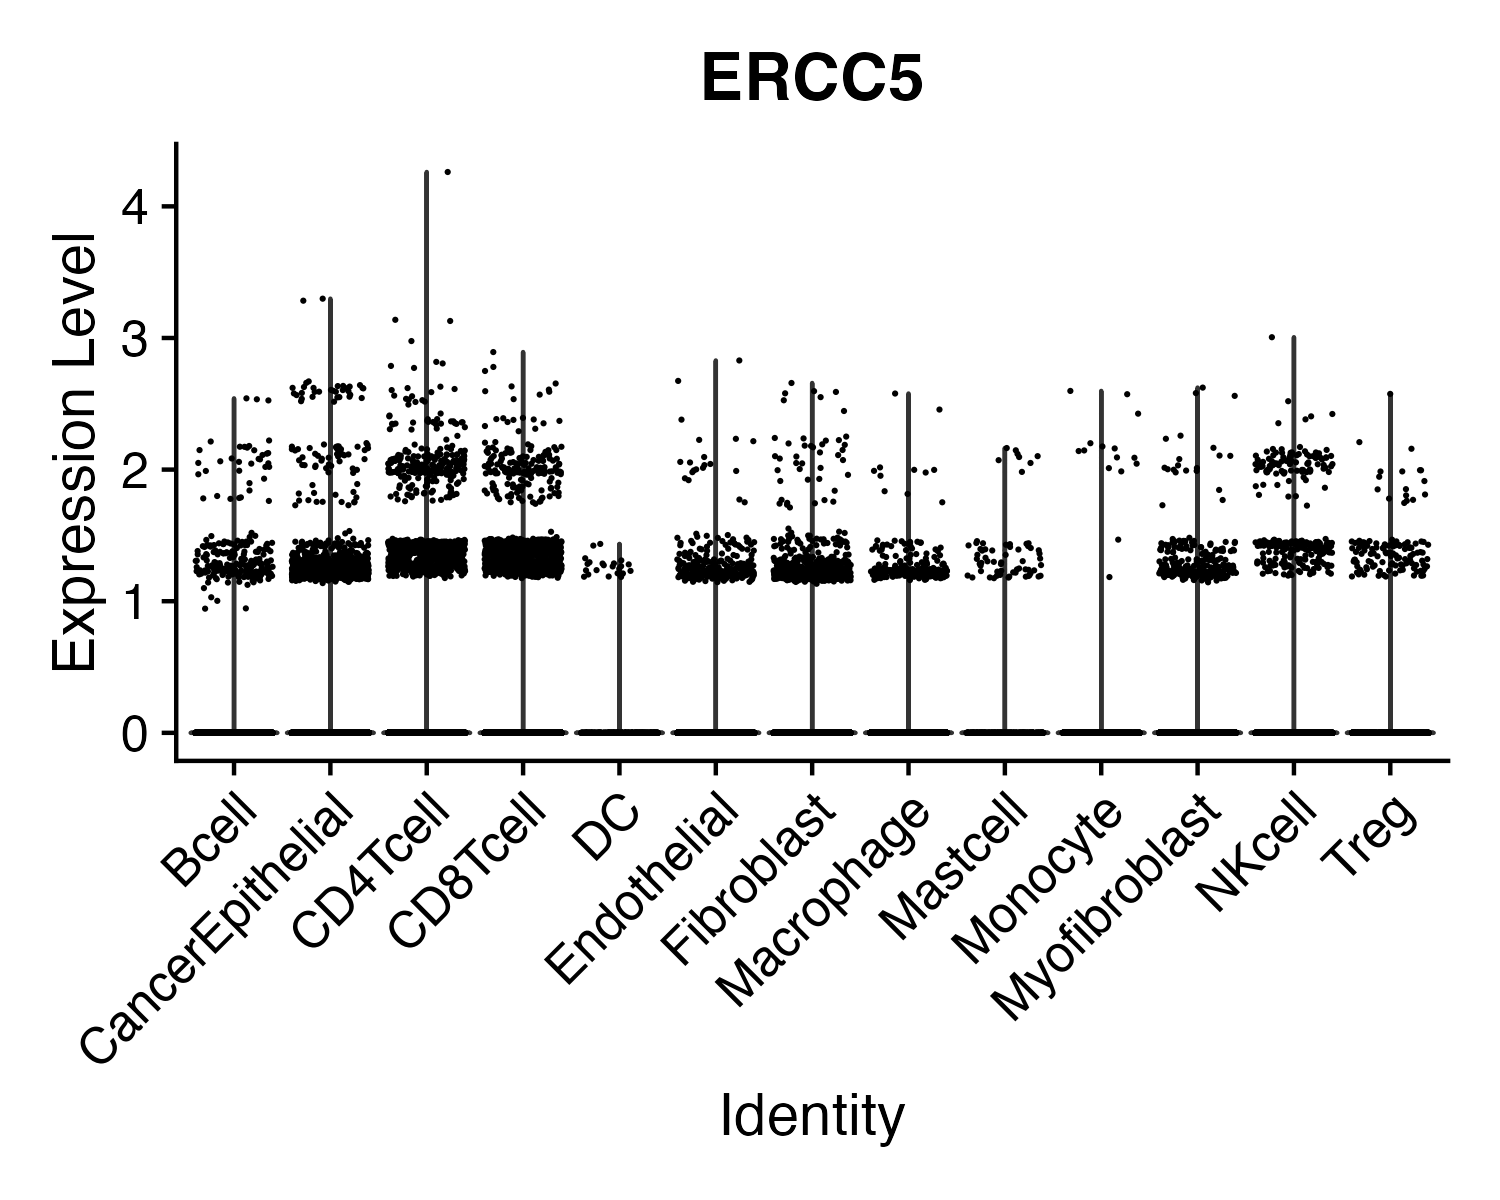 ERCC5
Expression Level
4
3
2
1
0
Bcell
CancerEpithelial
CD4Tcell
CD8Tcell
DC
Endothelial
Fibroblast
Macrophage
Mastcell
Monocyte
Myofibroblast
NKcell
Treg
Identity